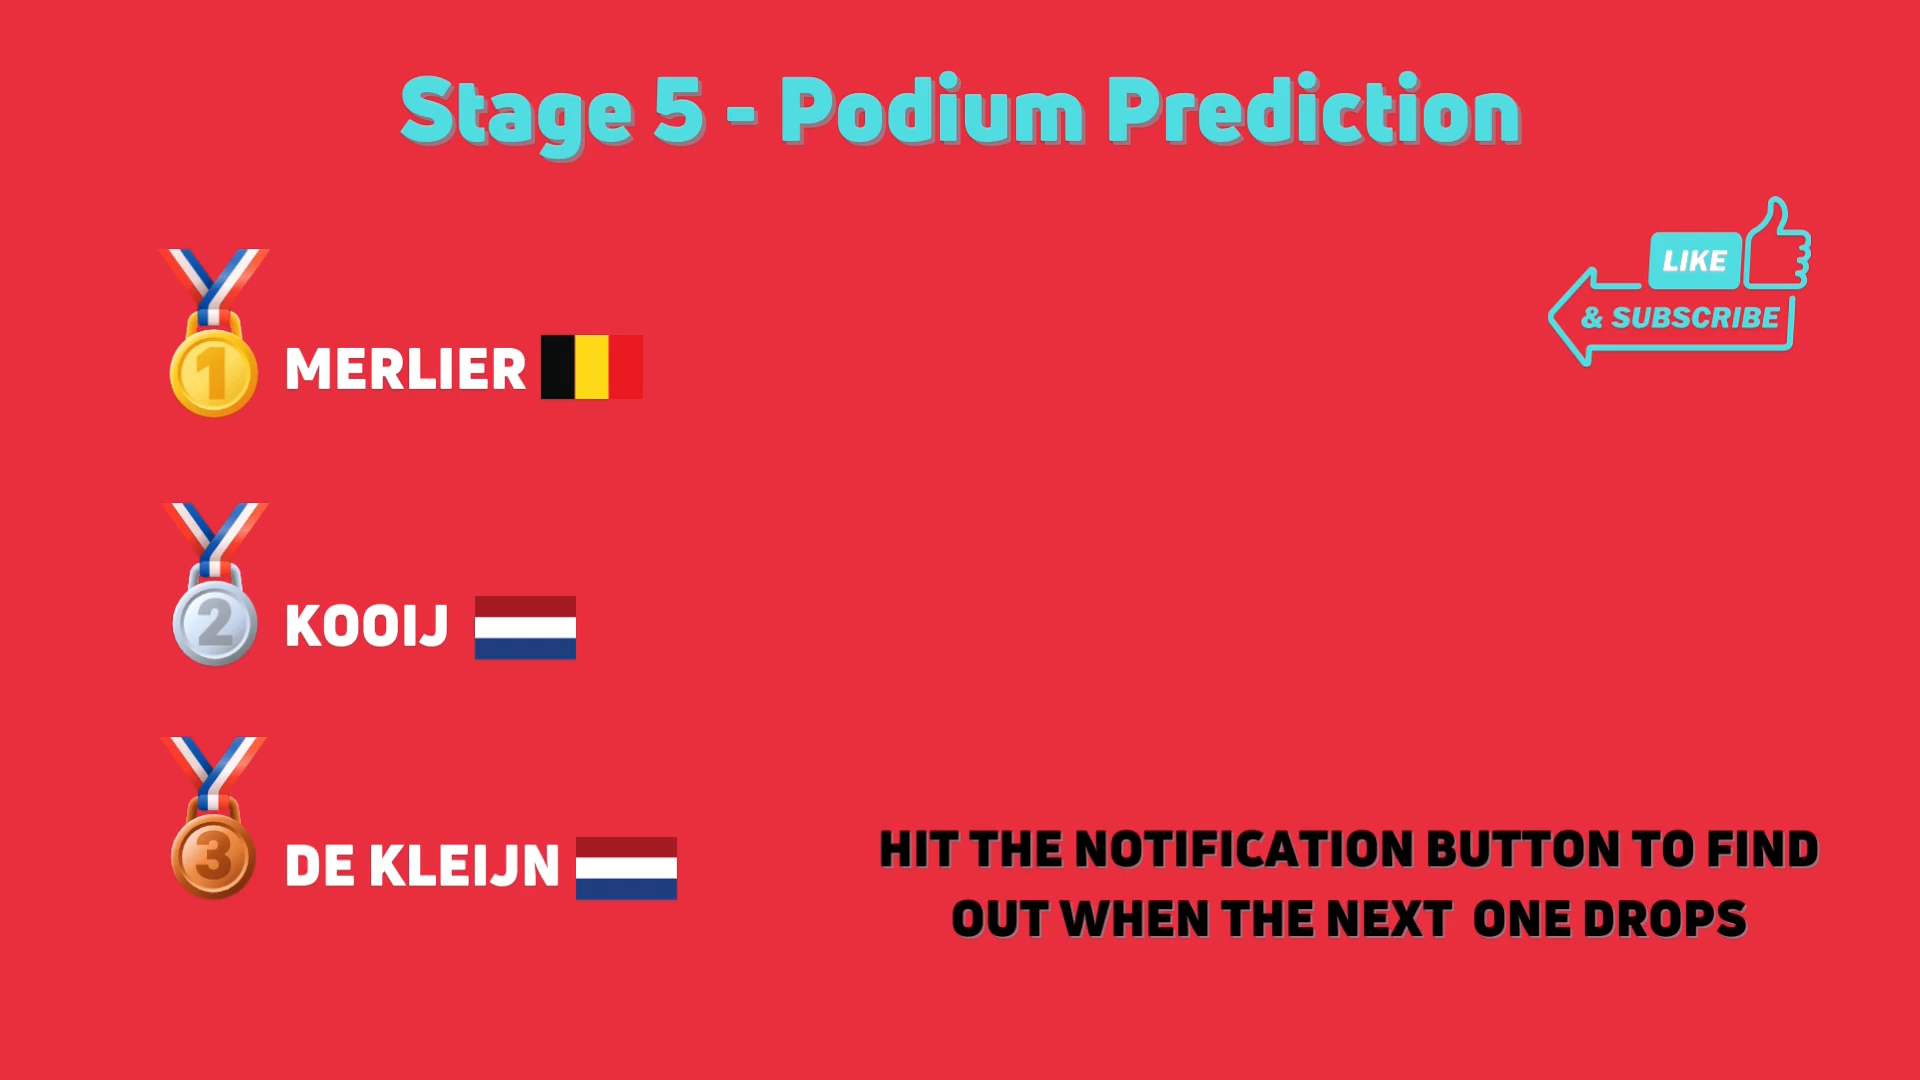 Stage 5 - Podium Prediction
LIKE
& SUBSCRIBE
1
MERLIER
2
KOOIJ
3
DE KLEIJN
HIT THE NOTIFICATION BUTTON TO FIND
OUT WHEN THE NEXT ONE DROPS